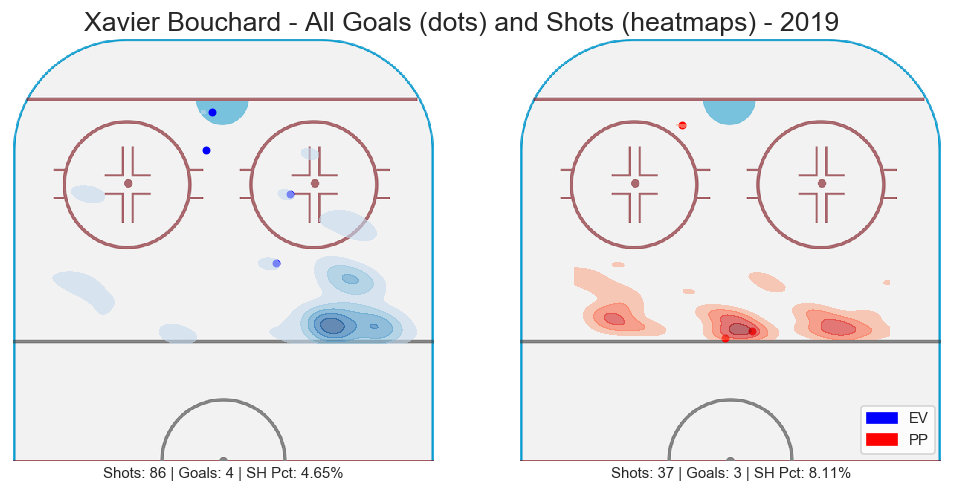 Xavier Bouchard - All Goals (dots) and Shots (heatmaps) - 2019
EV
PP
Shots: 86 | Goals: 4 | SH Pct: 4.65%
Shots: 37 | Goals: 3 | SH Pct: 8.11%